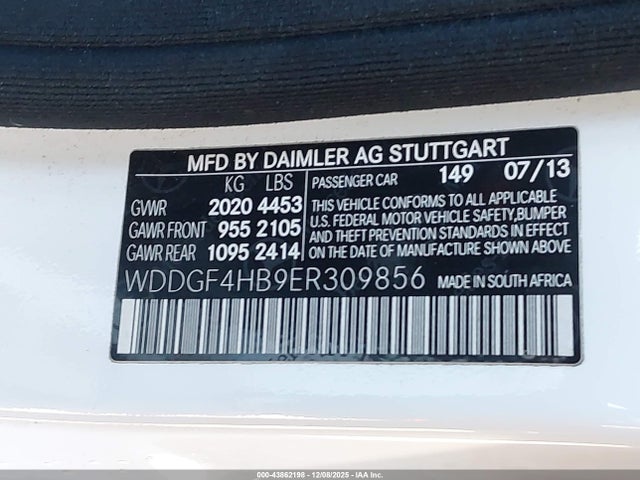 MFD BY DAIMLER AG STUTTGART
KG LBS PASSENGER CAR 149 07/13
GVWR 2020 4453
GAWR FRONT 955 2105
GAWR REAR 1095 2414
THIS VEHICLE CONFORMS TO ALL APPLICABLE
U.S. FEDERAL MOTOR VEHICLE SAFETY,BUMPER
AND THEFT PREVENTION STANDARDS IN EFFECT
ON THE DATE OF MANUFACTURE SHOWN ABOVE
WDDGF4HB9ER309856 MADE IN SOUTH AFRICA
000-43862198 - 12/08/2025 - IAA Inc.